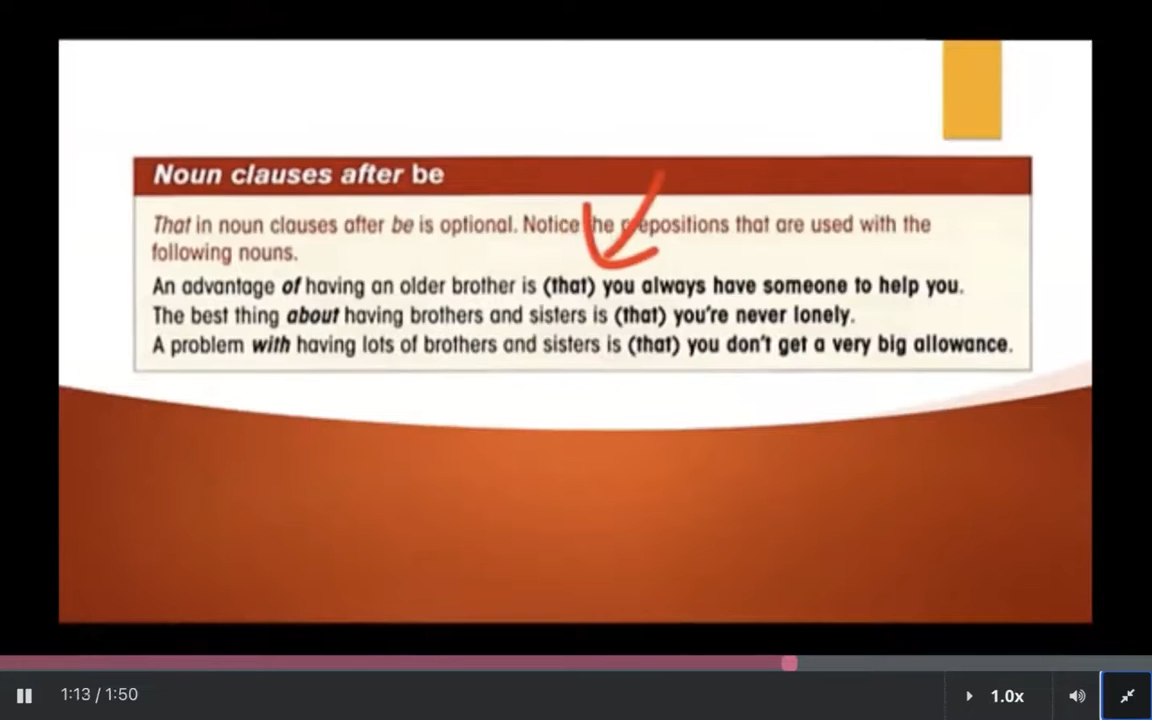 Noun clauses after be
That in noun clauses after be is optional. Notice the prepositions that are used with the
following nouns.
An advantage of having an older brother is (that) you always have someone to help you.
The best thing about having brothers and sisters is (that) you're never lonely.
A problem with having lots of brothers and sisters is (that) you don't get a very big allowance.
1:13 / 1:50
1.0x